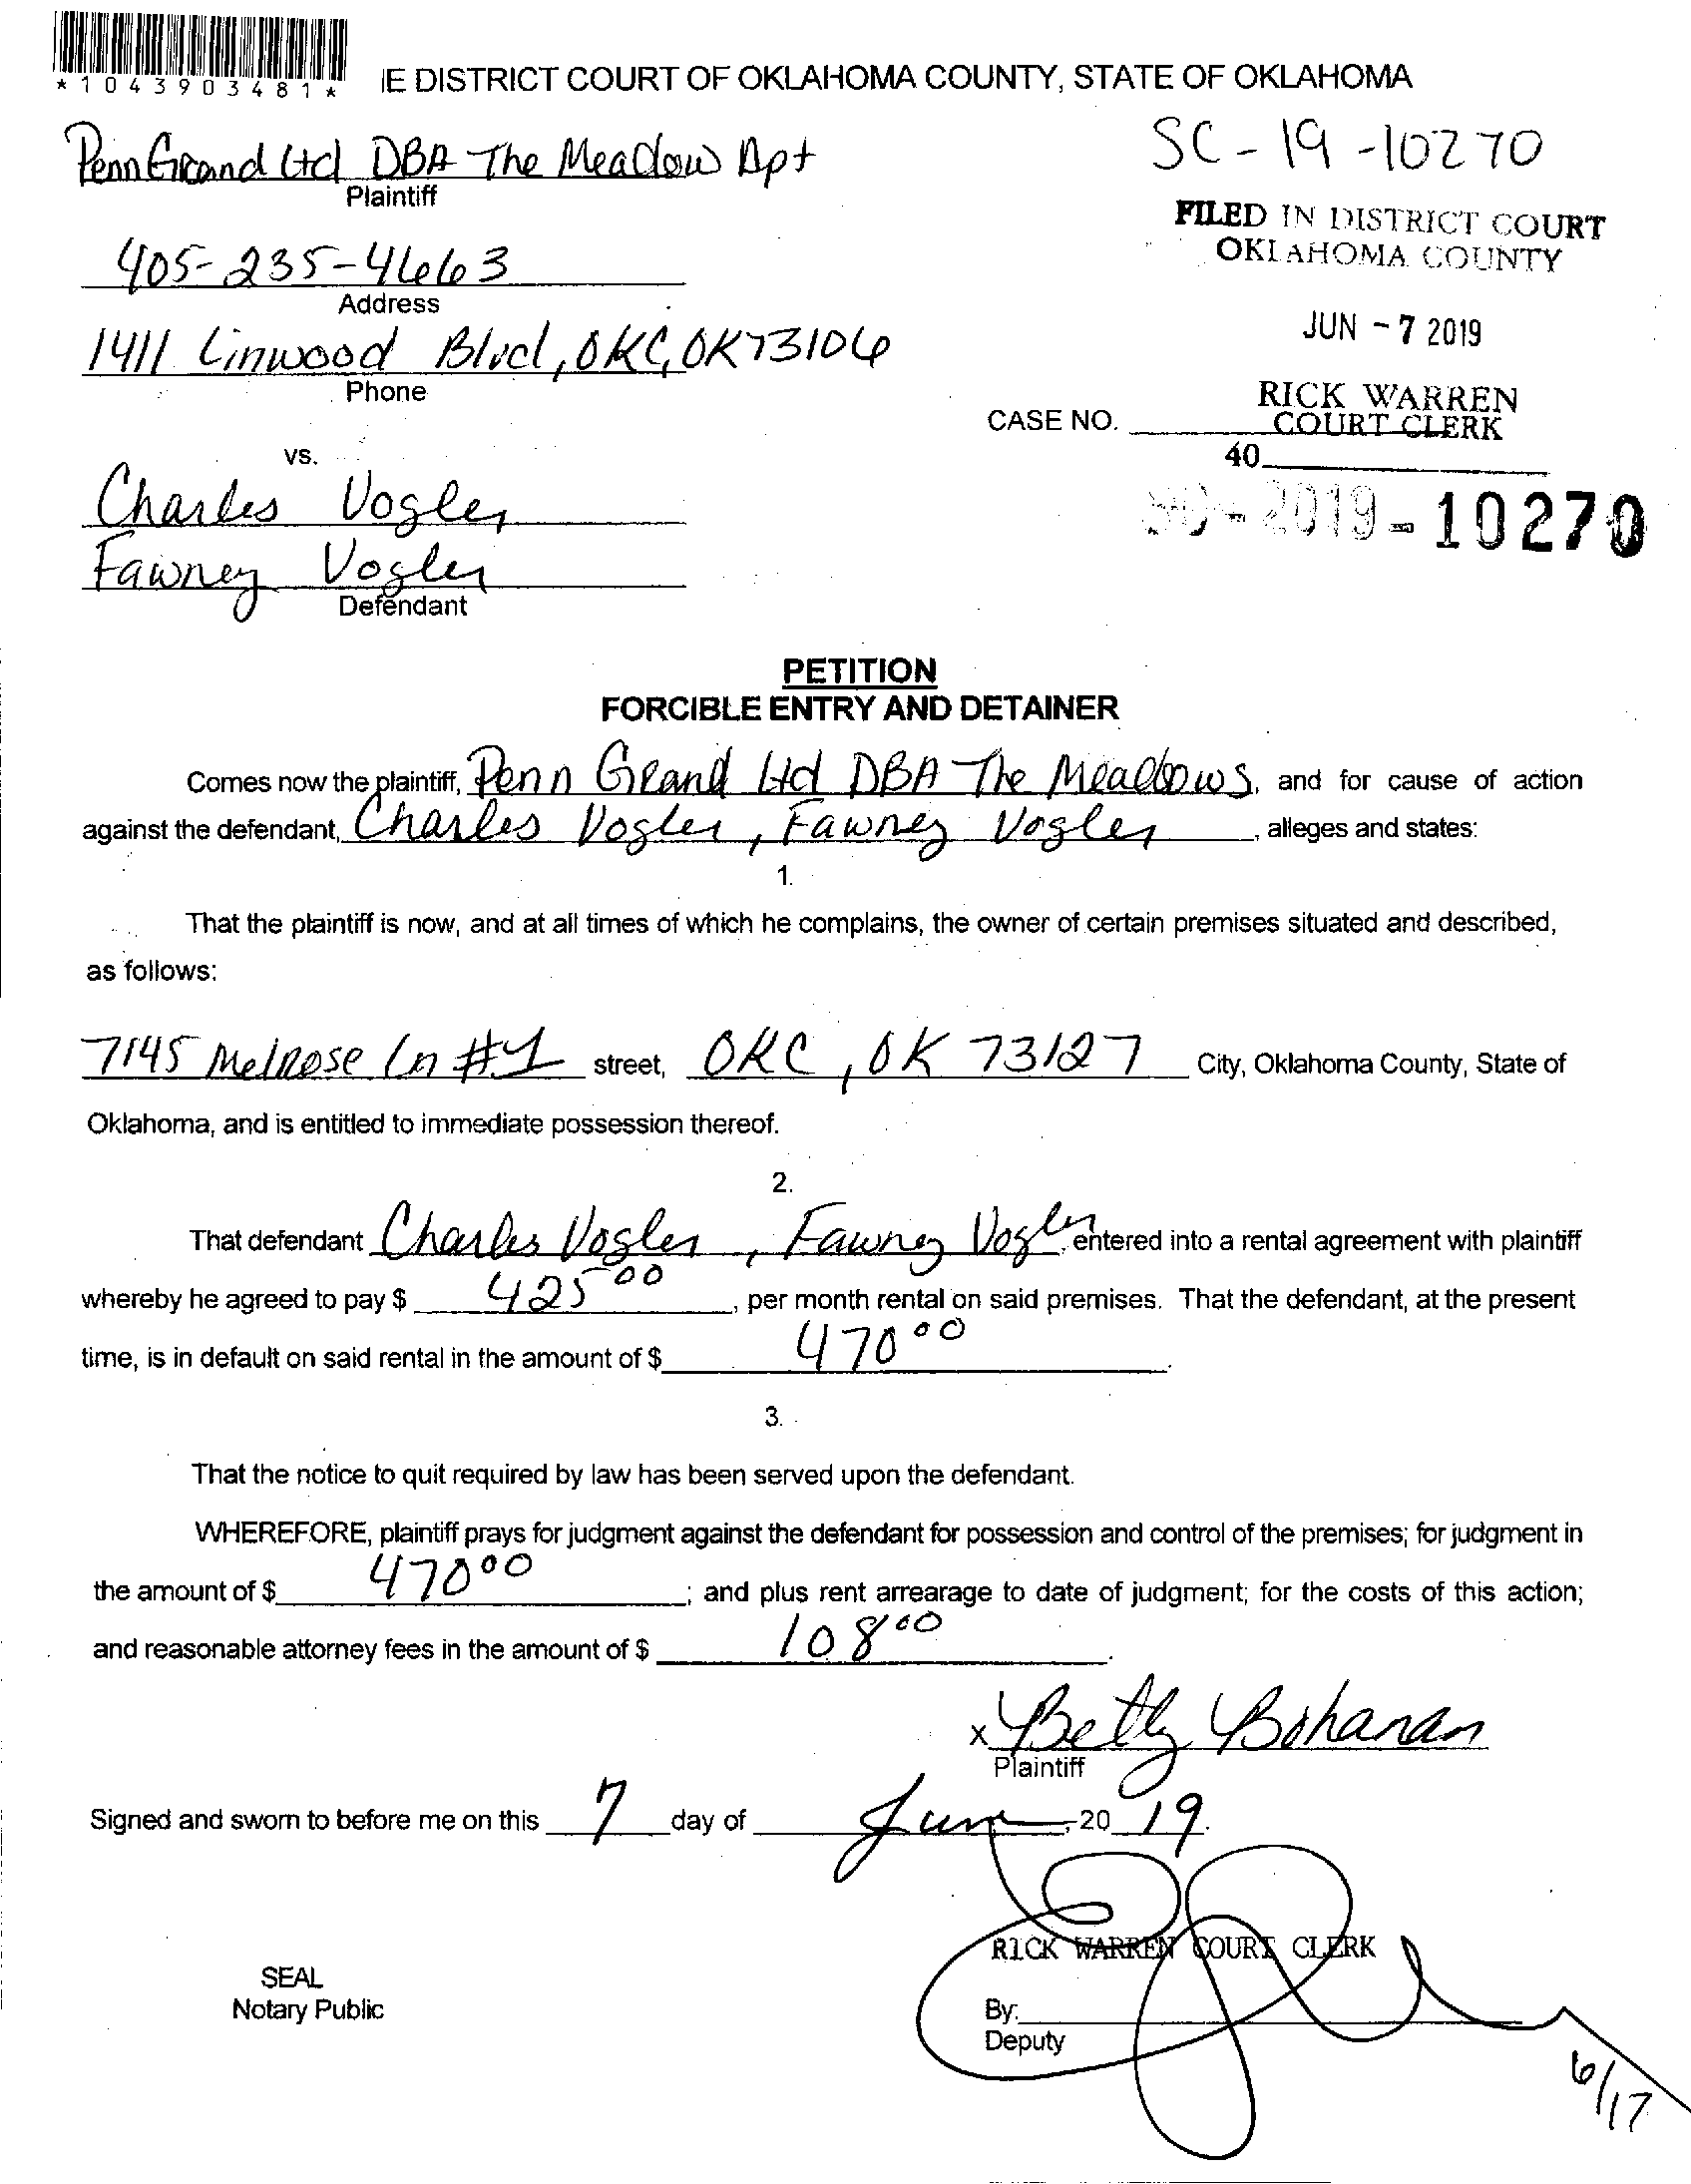 *1043903481*
IE DISTRICT COURT OF OKLAHOMA COUNTY, STATE OF OKLAHOMA
Penn Grand Ltd DBA The Meadow Apt
SC-19-10270
Plaintiff
FILED IN DISTRICT COURT
OKLAHOMA COUNTY
405-235-4663
Address
JUN - 7 2019
1411 Linwood Blvd, OKC, OK 73106
Phone
RICK WARREN
COURT CLERK
CASE NO.
40
vs.
Charles Vogler
SC-2019-10270
Fawney Vogler
Defendant
PETITION
FORCIBLE ENTRY AND DETAINER
Comes now the plaintiff, Penn Grand Ltd DBA The Meadows, and for cause of action
against the defendant, Charles Vogler, Fawney Vogler, alleges and states:
1.
That the plaintiff is now, and at all times of which he complains, the owner of certain premises situated and described,
as follows:
7145 Melrose Ln #1 street, OKC, OK 73127 City, Oklahoma County, State of
Oklahoma, and is entitled to immediate possession thereof.
2.
That defendant Charles Vogler, Fawney Vogler, entered into a rental agreement with plaintiff
whereby he agreed to pay $ 425 00, per month rental on said premises. That the defendant, at the present
time, is in default on said rental in the amount of $ 470 00.
3.
That the notice to quit required by law has been served upon the defendant.
WHEREFORE, plaintiff prays for judgment against the defendant for possession and control of the premises; for judgment in
the amount of $ 470 00; and plus rent arrearage to date of judgment; for the costs of this action;
and reasonable attorney fees in the amount of $ 108 00.
x Betty Bohanan
Plaintiff
Signed and sworn to before me on this 7 day of June, 20 19.
RICK WARREN COURT CLERK
SEAL
Notary Public
By:
Deputy
6/17